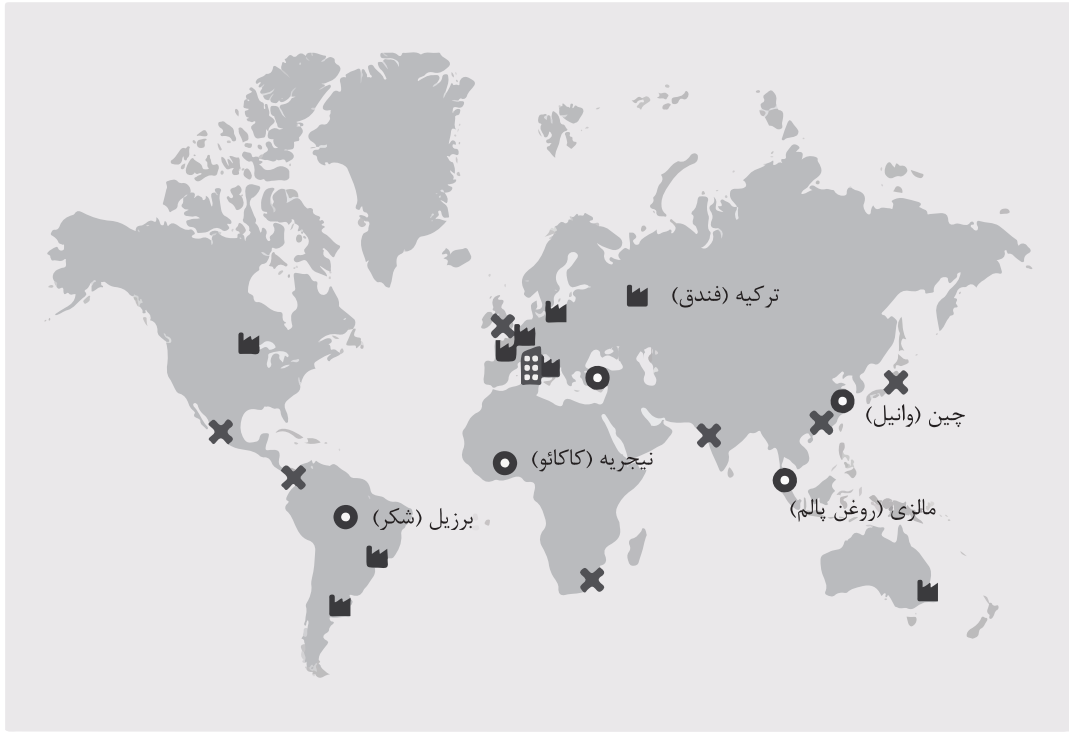 ترکیه (فندق)
چین (وانیل)
نیجریه (کاکائو)
مالزی (روغن پالم)
برزیل (شکر)